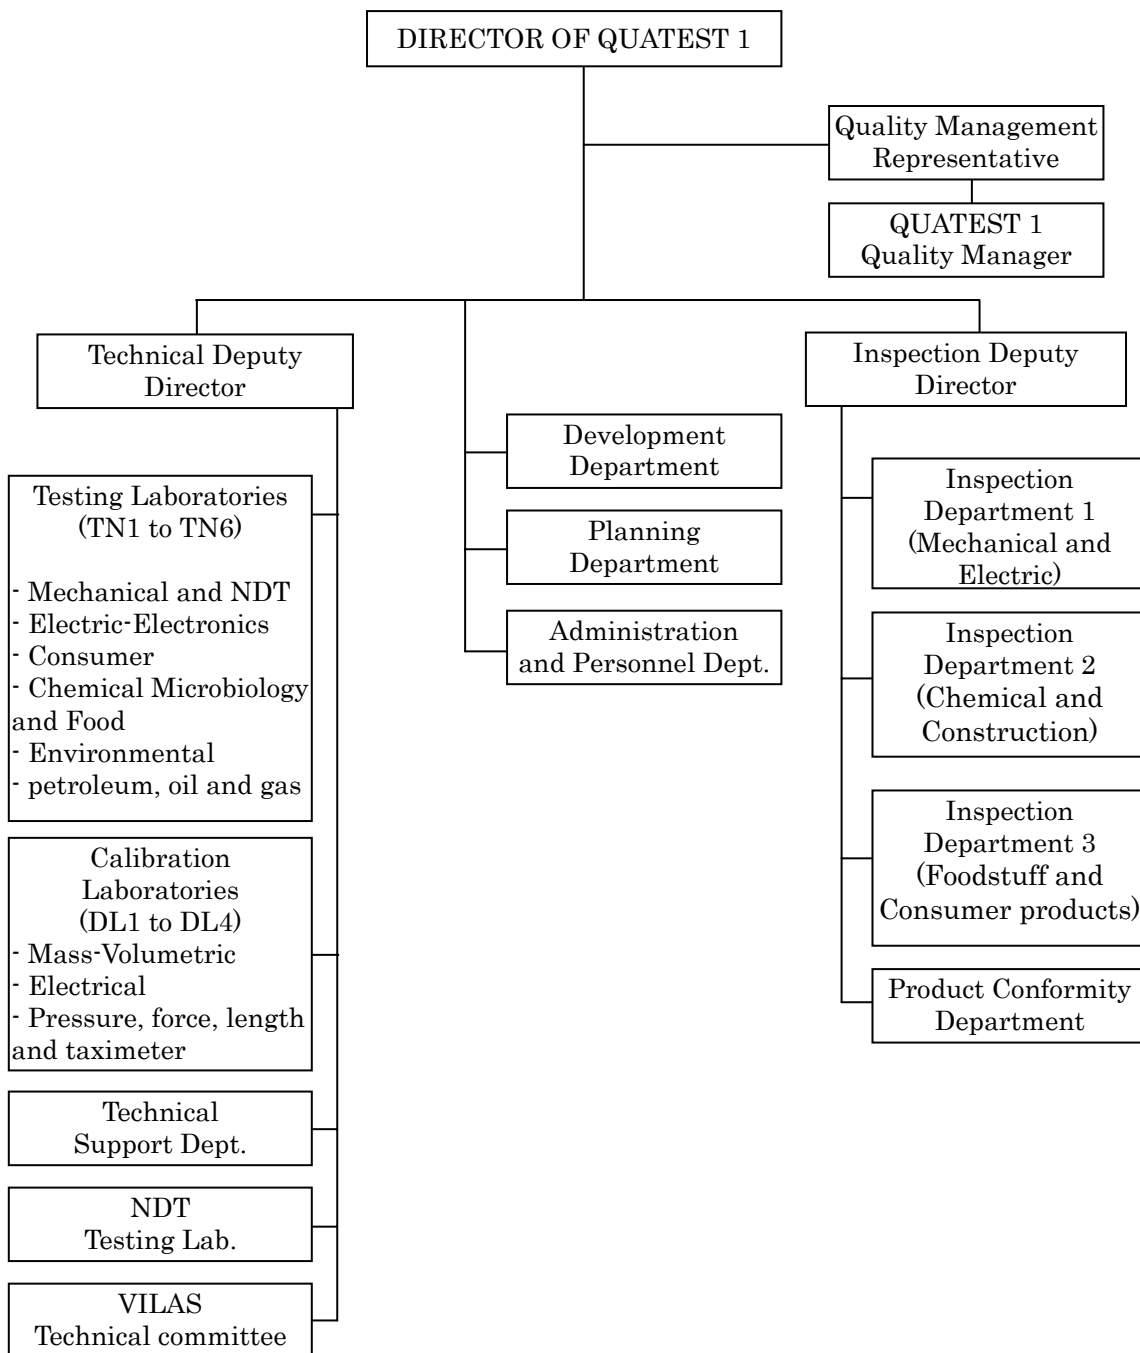 DIRECTOR OF QUATEST 1
Quality Management
Representative
QUATEST 1
Quality Manager
Technical Deputy
Director
Inspection Deputy
Director
Testing Laboratories
(TN1 to TN6)
- Mechanical and NDT
- Electric-Electronics
- Consumer
- Chemical Microbiology
and Food
- Environmental
- petroleum, oil and gas
Calibration
Laboratories
(DL1 to DL4)
- Mass-Volumetric
- Electrical
- Pressure, force, length
and taximeter
Technical
Support Dept.
NDT
Testing Lab.
VILAS
Technical committee
Development
Department
Planning
Department
Administration
and Personnel Dept.
Inspection
Department 1
(Mechanical and
Electric)
Inspection
Department 2
(Chemical and
Construction)
Inspection
Department 3
(Foodstuff and
Consumer products)
Product Conformity
Department